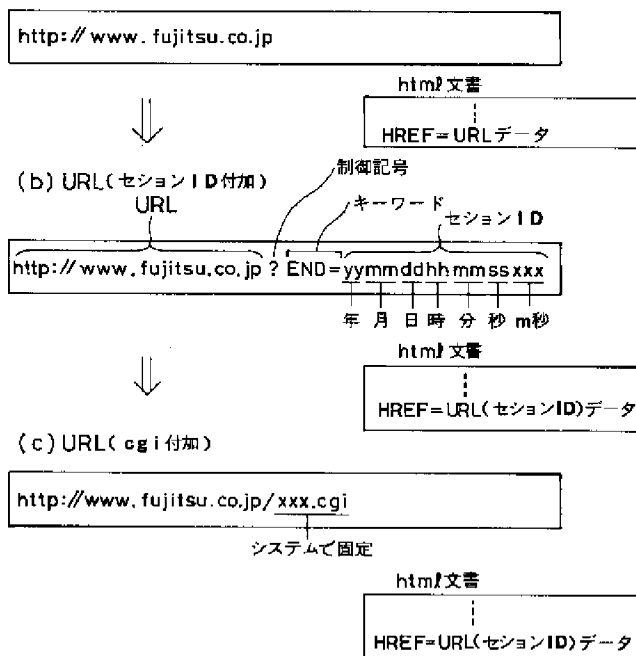 http://www.fujitsu.co.jp
html文書
HREF=URLデータ
(b) URL(セションID付加)
制御記号
URL
キーワード
セションID
http://www.fujitsu.co.jp?END=yymmddhhmmssxxx
年 月 日 時 分 秒 m秒
html文書
HREF=URL(セションID)データ
(c) URL(cgi付加)
http://www.fujitsu.co.jp/xxx.cgi
システムで固定
html文書
HREF=URL(セションID)データ